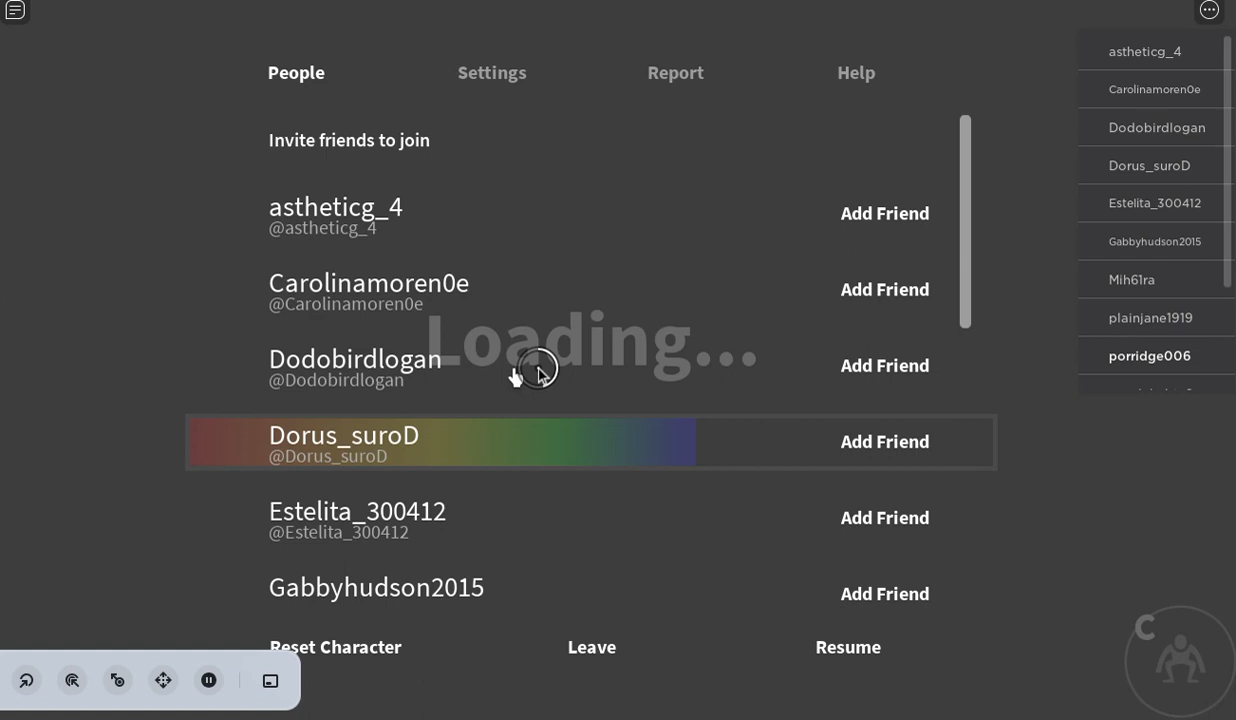 People
Settings
Report
Help
Invite friends to join
astheticg_4
@astheticg_4
Add Friend
Carolinamoren0e
@Carolinamoren0e
Add Friend
Loading...
Dodobirdlogan
@Dodobirdlogan
Add Friend
Dorus_suroD
@Dorus_suroD
Add Friend
Estelita_300412
@Estelita_300412
Add Friend
Gabbyhudson2015
Add Friend
Reset Character
Leave
Resume
astheticg_4
Carolinamoren0e
Dodobirdlogan
Dorus_suroD
Estelita_300412
Gabbyhudson2015
Mih61ra
plainjane1919
porridge006
C